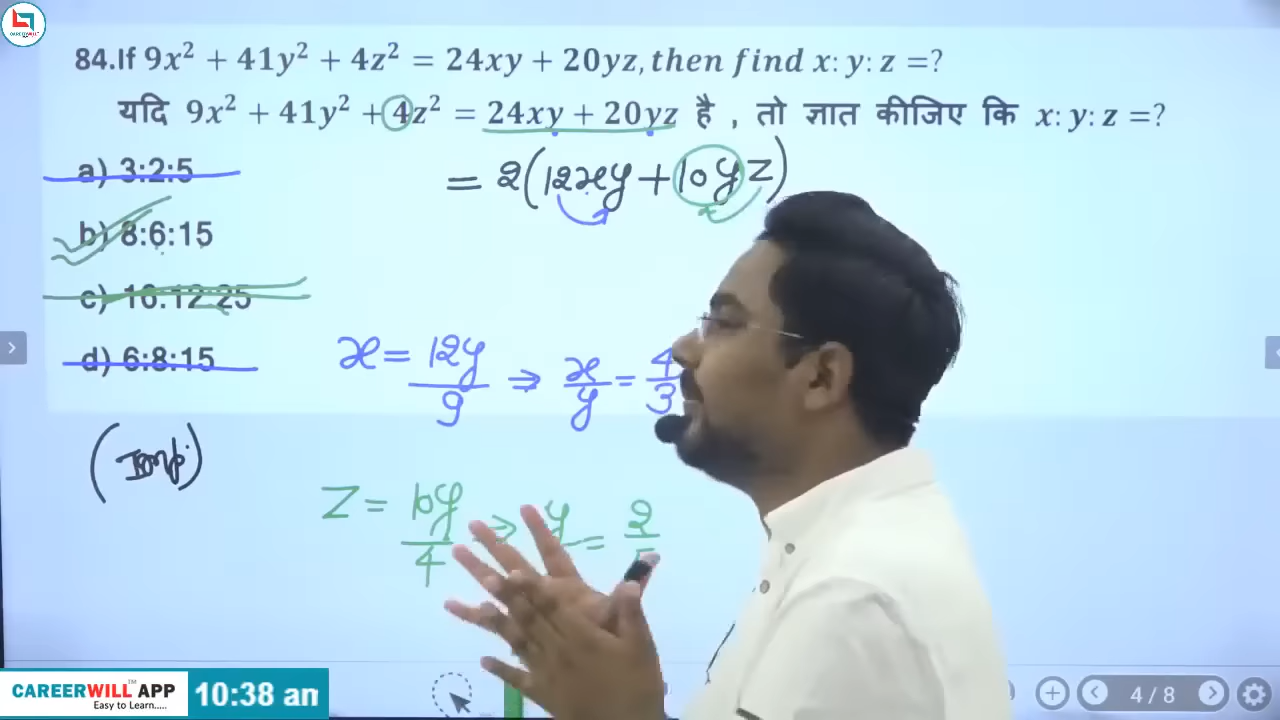 CAREERWILL
84.If 9x² + 41y² + 4z² = 24xy + 20yz, then find x: y: z =?
यदि 9x² + 41y² + 4z² = 24xy + 20yz है , तो ज्ञात कीजिए कि x: y: z =?
= 2(12xy + 10yz)
a) 3:2:5
b) 8:6:15
c) 16:12:25
d) 6:8:15
x = 12y/9 ⇒ x/y = 4/3
(Imp.)
z = 10y/4 ⇒ y = 2
CAREERWILL™ APP
Easy to Learn.....
10:38 am
4 / 8